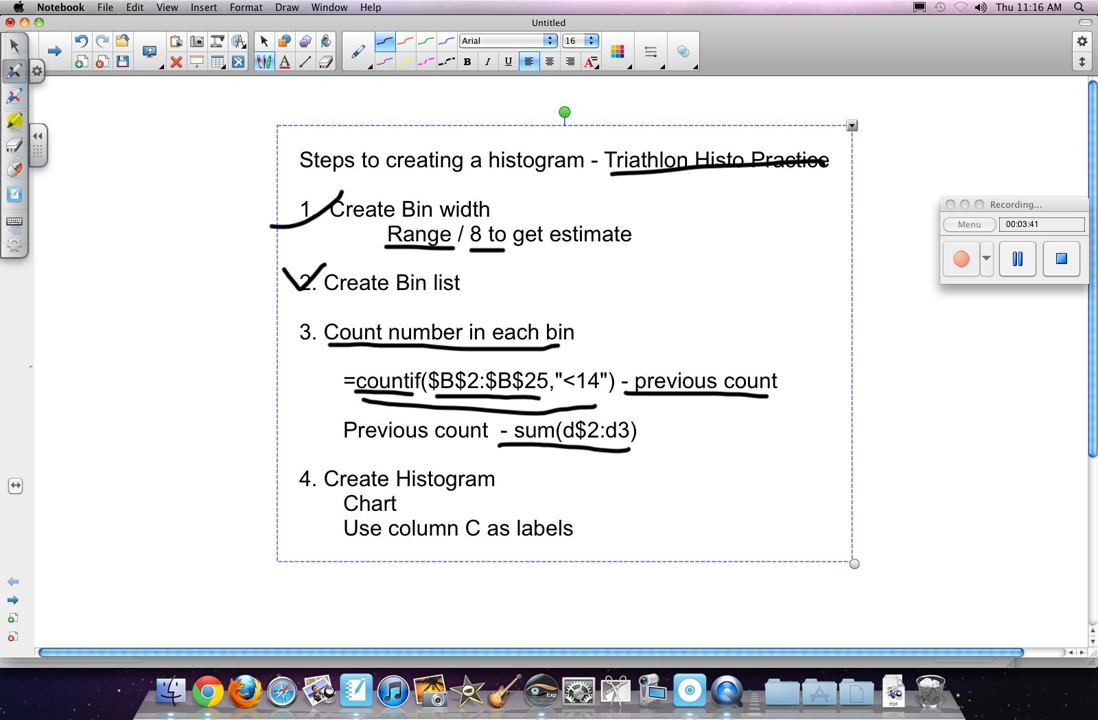 Notebook File Edit View Insert Format Draw Window Help
Thu 11:16 AM
Untitled
Arial
16
B I U
Recording...
Menu 00:03:41
Steps to creating a histogram - Triathlon Histo Practice
1. Create Bin width
Range / 8 to get estimate
2. Create Bin list
3. Count number in each bin
=countif($B$2:$B$25,"<14") - previous count
Previous count - sum(d$2:d3)
4. Create Histogram
Chart
Use column C as labels
Exp
PDF